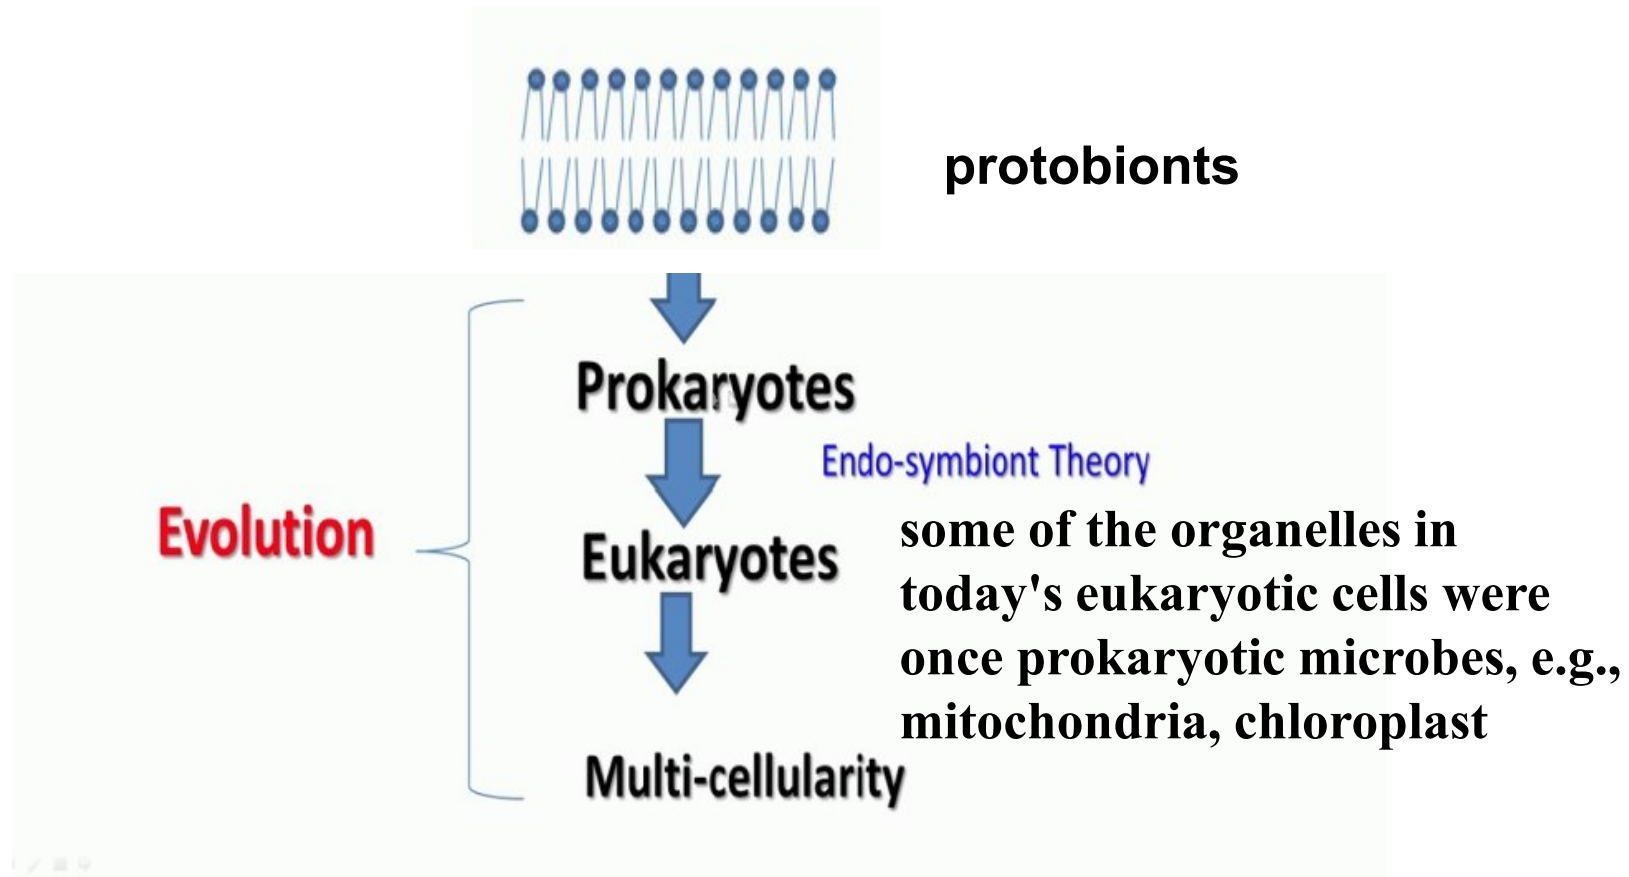 protobionts
Prokaryotes
Endo-symbiont Theory
Evolution
Eukaryotes
some of the organelles in
today's eukaryotic cells were
once prokaryotic microbes, e.g.,
mitochondria, chloroplast
Multi-cellularity